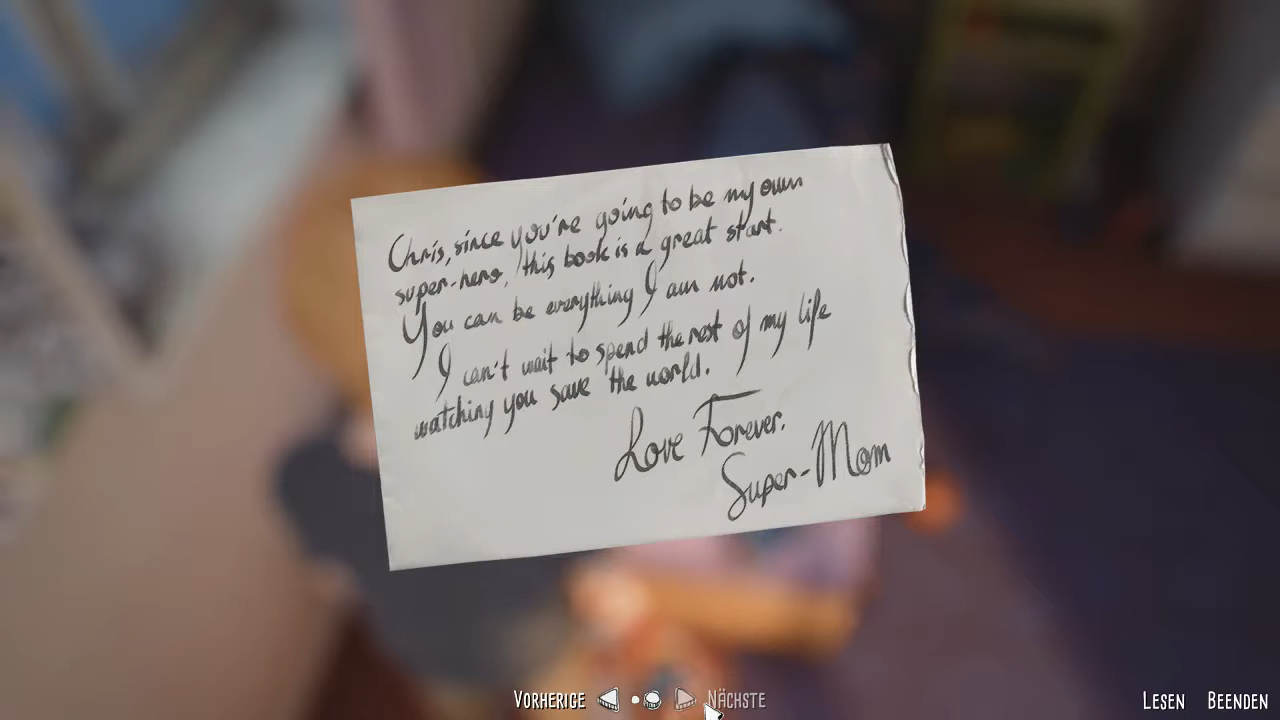 Chris, since you're going to be my own
super-hero, this book is a great start.
You can be everything I am not.
I can't wait to spend the rest of my life
watching you save the world.
Love Forever.
Super-Mom
VORHERIGE NÄCHSTE
LESEN BEENDEN